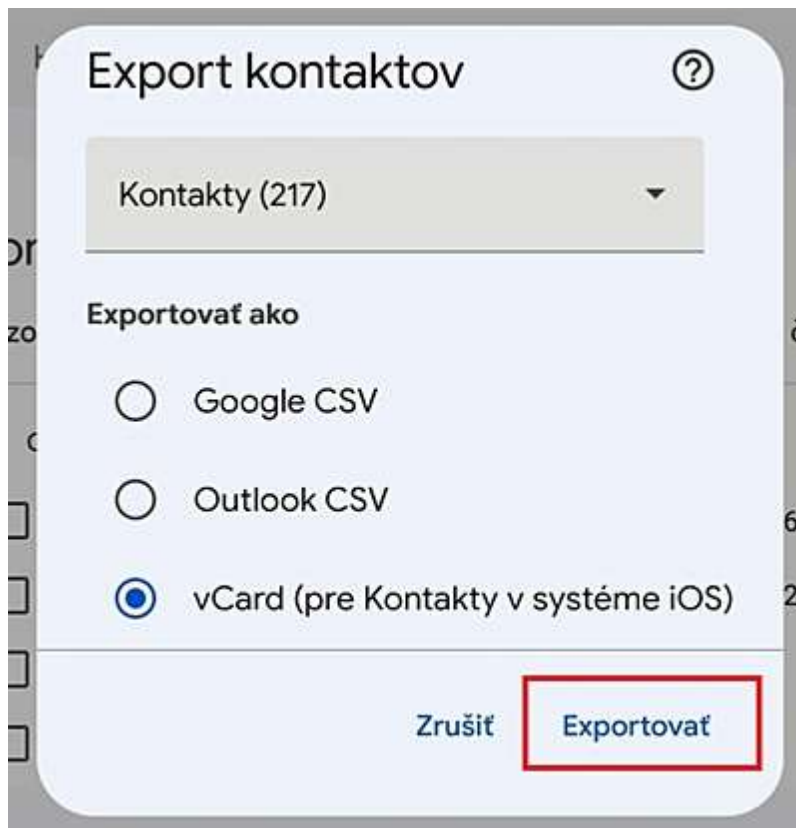 Export kontaktov
Kontakty (217)
Exportovať ako
Google CSV
Outlook CSV
vCard (pre Kontakty v systéme iOS)
Zrušiť
Exportovať